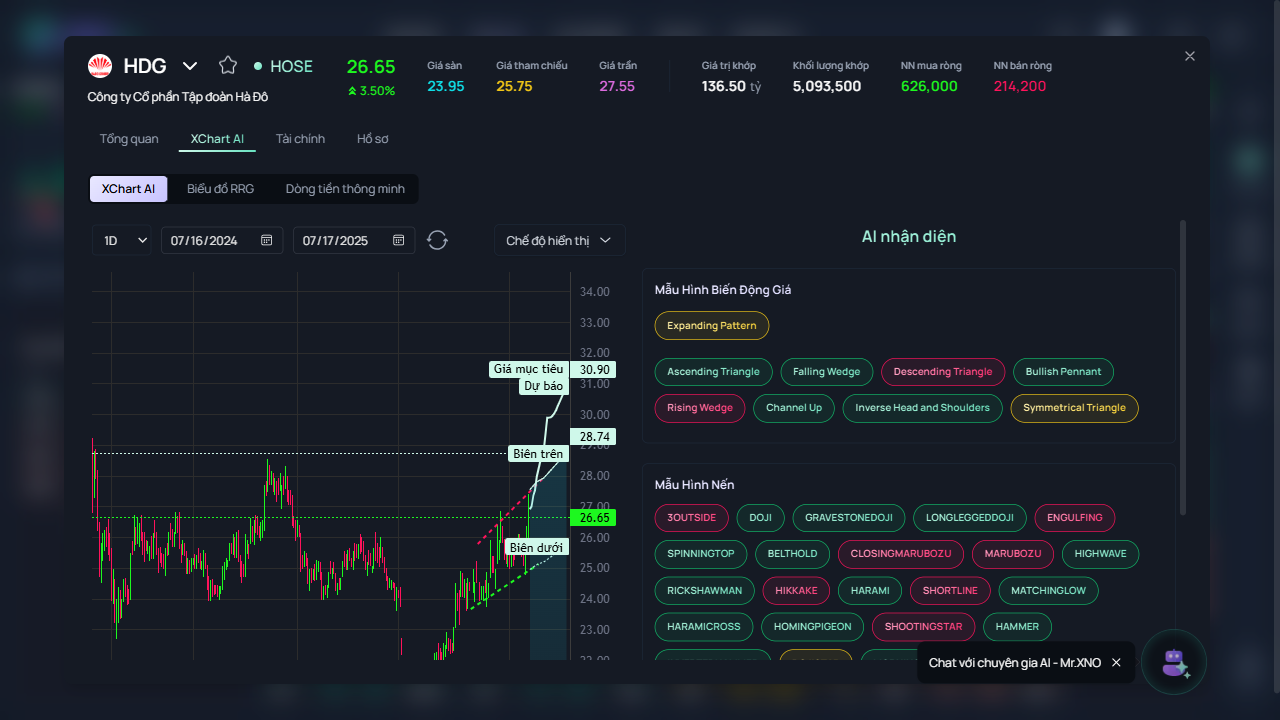 HDG
HOSE
26.65
3.50%
Công ty Cổ phần Tập đoàn Hà Đô
Giá sàn
23.95
Giá tham chiếu
25.75
Giá trần
27.55
Giá trị khớp
136.50 tỷ
Khối lượng khớp
5,093,500
NN mua ròng
626,000
NN bán ròng
214,200
Tổng quan
XChart AI
Tài chính
Hồ sơ
XChart AI
Biểu đồ RRG
Dòng tiền thông minh
1D
07/16/2024
07/17/2025
Chế độ hiển thị
34.00
33.00
32.00
Giá mục tiêu
30.90
Dự báo
31.00
30.00
28.74
29.00
Biên trên
28.00
27.00
26.65
26.00
Biên dưới
25.00
24.00
23.00
22.00
AI nhận diện
Mẫu Hình Biến Động Giá
Expanding Pattern
Ascending Triangle
Falling Wedge
Descending Triangle
Bullish Pennant
Rising Wedge
Channel Up
Inverse Head and Shoulders
Symmetrical Triangle
Mẫu Hình Nến
3OUTSIDE
DOJI
GRAVESTONEDOJI
LONGLEGGEDDOJI
ENGULFING
SPINNINGTOP
BELTHOLD
CLOSINGMARUBOZU
MARUBOZU
HIGHWAVE
RICKSHAWMAN
HIKKAKE
HARAMI
SHORTLINE
MATCHINGLOW
HARAMICROSS
HOMINGPIGEON
SHOOTINGSTAR
HAMMER
Chat với chuyên gia AI - Mr.XNO